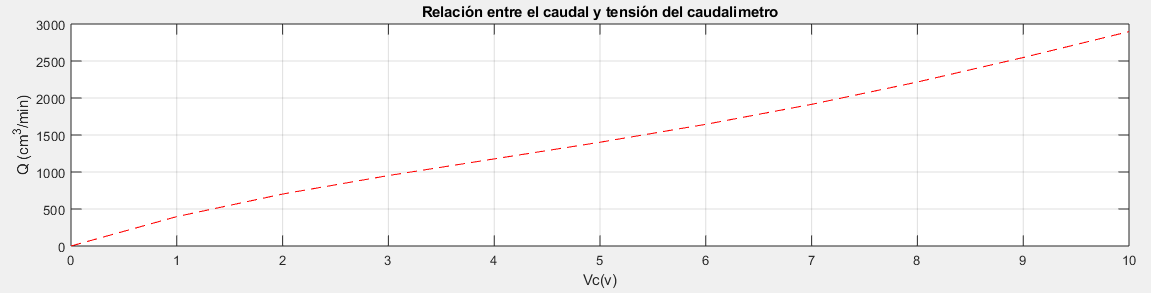 Relación entre el caudal y tensión del caudalimetro
3000
2500
2000
1500
1000
500
0
Q (cm³/min)
0 1 2 3 4 5 6 7 8 9 10
Vc(v)